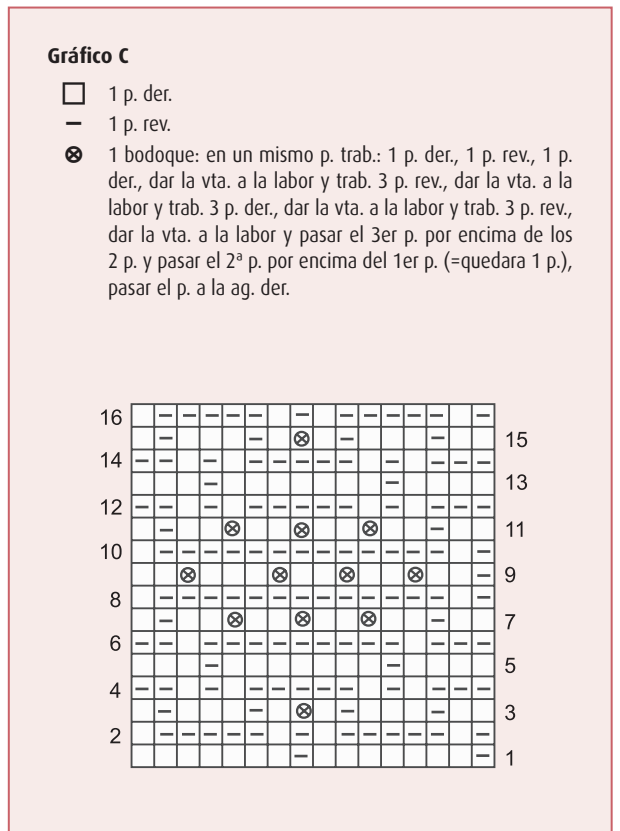 Gráfico C
1 p. der.
1 p. rev.
1 bodoque: en un mismo p. trab.: 1 p. der., 1 p. rev., 1 p.
der., dar la vta. a la labor y trab. 3 p. rev., dar la vta. a la
labor y trab. 3 p. der., dar la vta. a la labor y trab. 3 p. rev.,
dar la vta. a la labor y pasar el 3er p. por encima de los
2 p. y pasar el 2ª p. por encima del 1er p. (=quedara 1 p.),
pasar el p. a la ag. der.
16
15
14
13
12
11
10
9
8
7
6
5
4
3
2
1